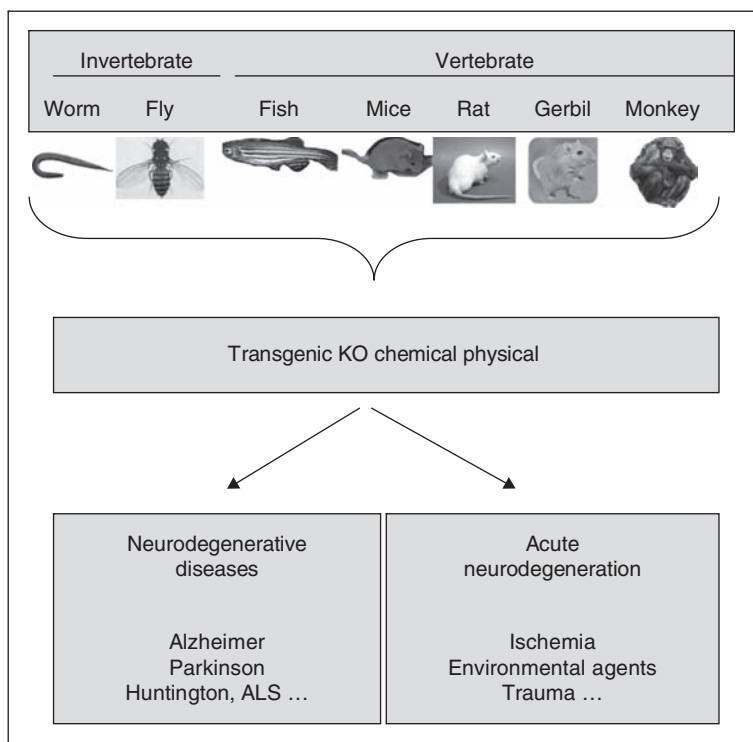 Invertebrate Vertebrate
Worm Fly Fish Mice Rat Gerbil Monkey
Transgenic KO chemical physical
Neurodegenerative
diseases
Alzheimer
Parkinson
Huntington, ALS ...
Acute
neurodegeneration
Ischemia
Environmental agents
Trauma ...